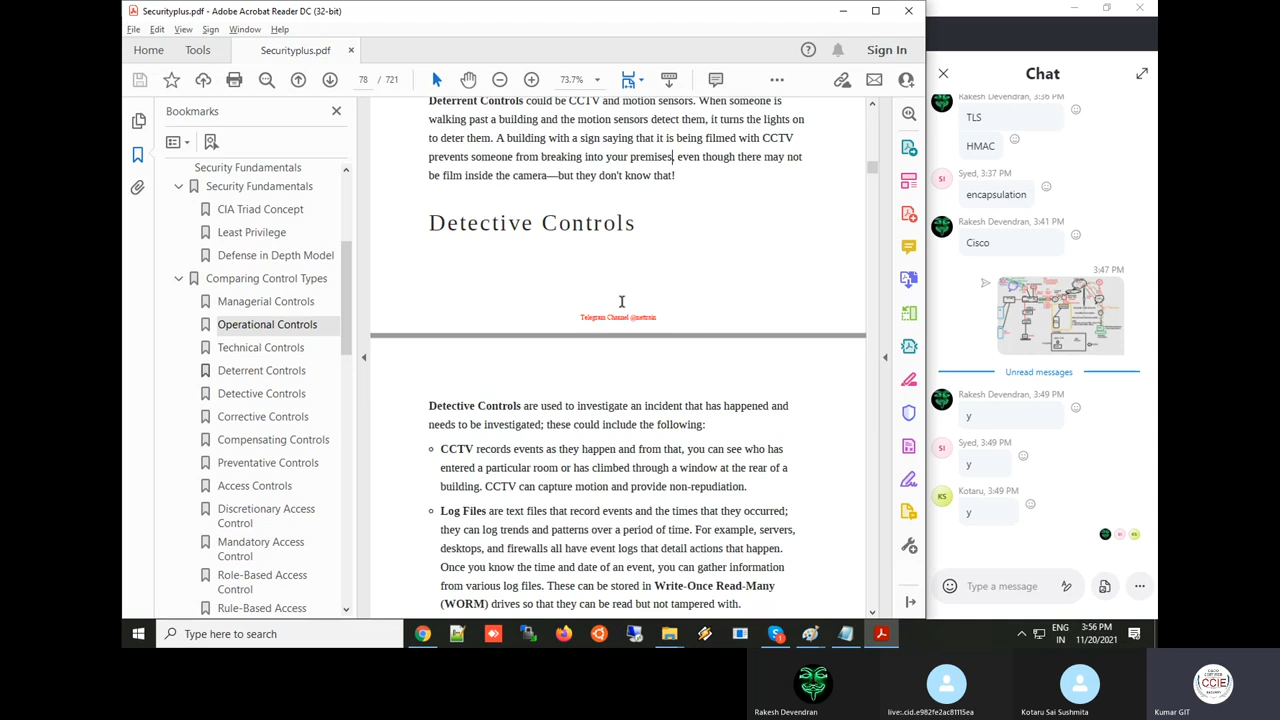 Securityplus.pdf - Adobe Acrobat Reader DC (32-bit)
File Edit View Sign Window Help
Home Tools Securityplus.pdf × Sign In
78 / 721 73.7%
Bookmarks
Security Fundamentals
Security Fundamentals
CIA Triad Concept
Least Privilege
Defense in Depth Model
Comparing Control Types
Managerial Controls
Operational Controls
Technical Controls
Deterrent Controls
Detective Controls
Corrective Controls
Compensating Controls
Preventative Controls
Access Controls
Discretionary Access
Control
Mandatory Access
Control
Role-Based Access
Control
Rule-Based Access
Deterrent Controls could be CCTV and motion sensors. When someone is
walking past a building and the motion sensors detect them, it turns the lights on
to deter them. A building with a sign saying that it is being filmed with CCTV
prevents someone from breaking into your premises, even though there may not
be film inside the camera—but they don't know that!
Detective Controls
Telegram Channel @nettrain
Detective Controls are used to investigate an incident that has happened and
needs to be investigated; these could include the following:
CCTV records events as they happen and from that, you can see who has
entered a particular room or has climbed through a window at the rear of a
building. CCTV can capture motion and provide non-repudiation.
Log Files are text files that record events and the times that they occurred;
they can log trends and patterns over a period of time. For example, servers,
desktops, and firewalls all have event logs that detail actions that happen.
Once you know the time and date of an event, you can gather information
from various log files. These can be stored in Write-Once Read-Many
(WORM) drives so that they can be read but not tampered with.
Chat
Rakesh Devendran, 3:36 PM
TLS
HMAC
Syed, 3:37 PM
encapsulation
Rakesh Devendran, 3:41 PM
Cisco
3:47 PM
Unread messages
Rakesh Devendran, 3:49 PM
y
Syed, 3:49 PM
y
Kotaru, 3:49 PM
y
SI
SI
KS
SI KS
Type a message
Type here to search
ENG
IN
3:56 PM
11/20/2021
Rakesh Devendran
live:.cid.e982fe2ac81115ea
Kotaru Sai Sushmita
Kumar GIT
CCIE